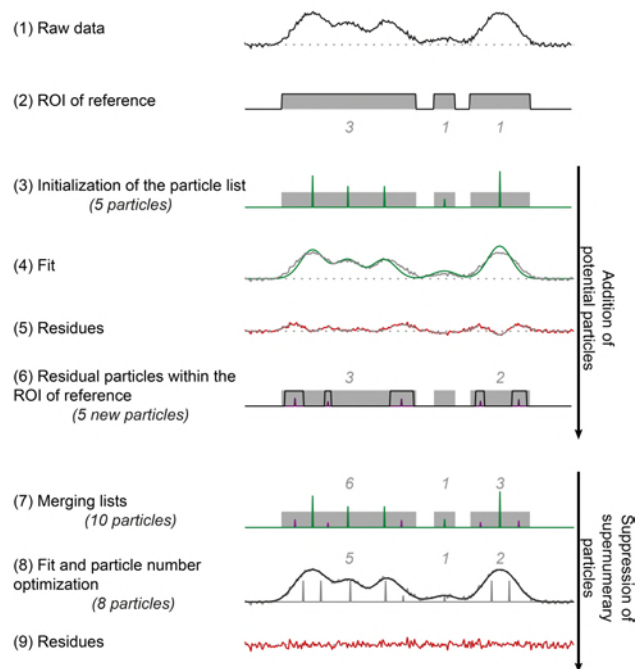 (1) Raw data
(2) ROI of reference
3 1 1
(3) Initialization of the particle list
(5 particles)
(4) Fit
(5) Residues
(6) Residual particles within the
ROI of reference
(5 new particles)
3 2
Addition of
potential particles
(7) Merging lists
(10 particles)
6 1 3
(8) Fit and particle number
optimization
(8 particles)
5 1 2
(9) Residues
Suppression of
supernumerary
particles